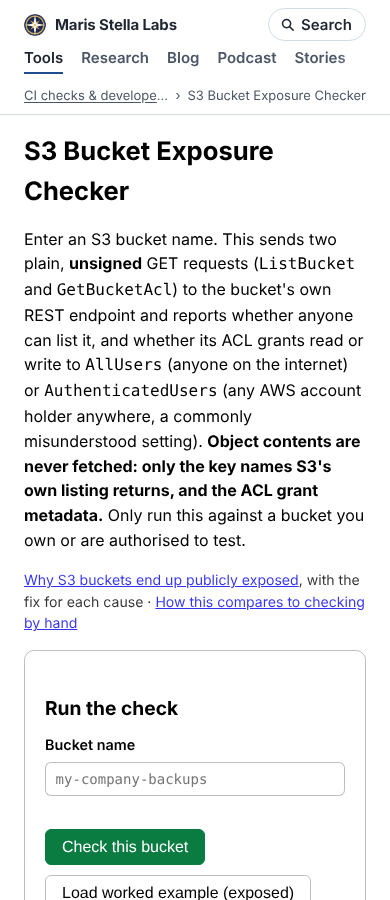 Maris Stella Labs
Search
Tools Research Blog Podcast Stories
CI checks & develope... › S3 Bucket Exposure Checker
S3 Bucket Exposure
Checker
Enter an S3 bucket name. This sends two
plain, unsigned GET requests (ListBucket
and GetBucketAcl) to the bucket's own
REST endpoint and reports whether anyone
can list it, and whether its ACL grants read or
write to AllUsers (anyone on the internet)
or AuthenticatedUsers (any AWS account
holder anywhere, a commonly
misunderstood setting). Object contents are
never fetched: only the key names S3's
own listing returns, and the ACL grant
metadata. Only run this against a bucket you
own or are authorised to test.
Why S3 buckets end up publicly exposed, with the
fix for each cause · How this compares to checking
by hand
Run the check
Bucket name
my-company-backups
Check this bucket
Load worked example (exposed)